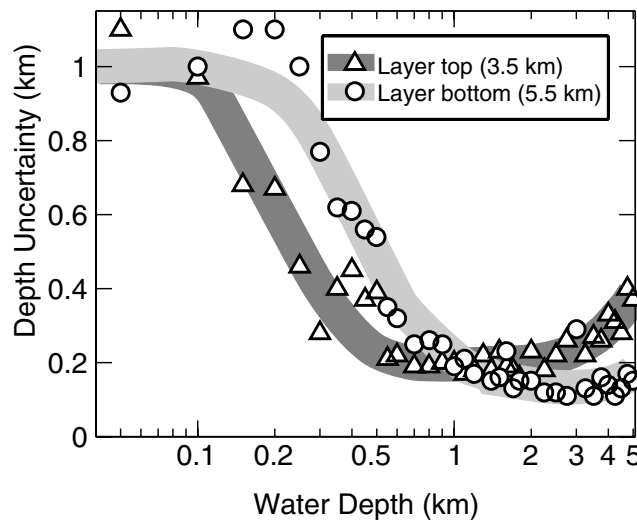 Layer top (3.5 km)
Layer bottom (5.5 km)
Depth Uncertainty (km)
1
0.8
0.6
0.4
0.2
0
0.1 0.2 0.5 1 2 3 4 5
Water Depth (km)